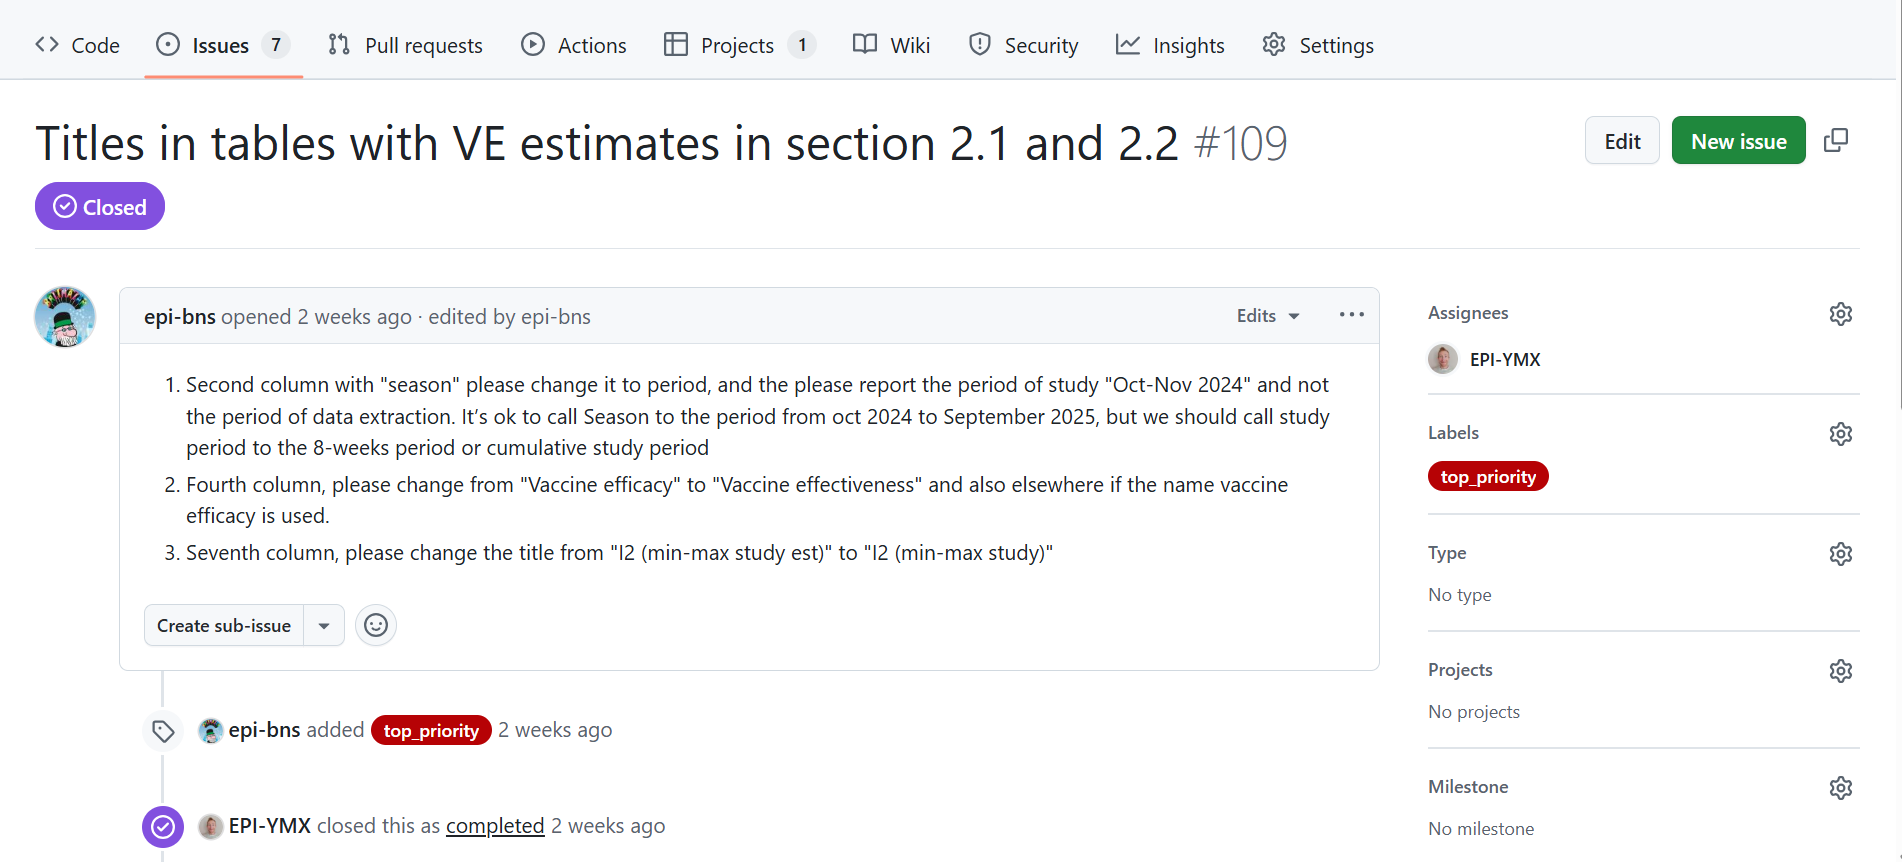 Code Issues 7 Pull requests Actions Projects 1 Wiki Security Insights Settings
Titles in tables with VE estimates in section 2.1 and 2.2 #109
Edit New issue
Closed
epi-bns opened 2 weeks ago · edited by epi-bns
Edits
1. Second column with "season" please change it to period, and the please report the period of study "Oct-Nov 2024" and not
the period of data extraction. It’s ok to call Season to the period from oct 2024 to September 2025, but we should call study
period to the 8-weeks period or cumulative study period
2. Fourth column, please change from "Vaccine efficacy" to "Vaccine effectiveness" and also elsewhere if the name vaccine
efficacy is used.
3. Seventh column, please change the title from "I2 (min-max study est)" to "I2 (min-max study)"
Create sub-issue
epi-bns added top_priority 2 weeks ago
EPI-YMX closed this as completed 2 weeks ago
Assignees
EPI-YMX
Labels
top_priority
Type
No type
Projects
No projects
Milestone
No milestone